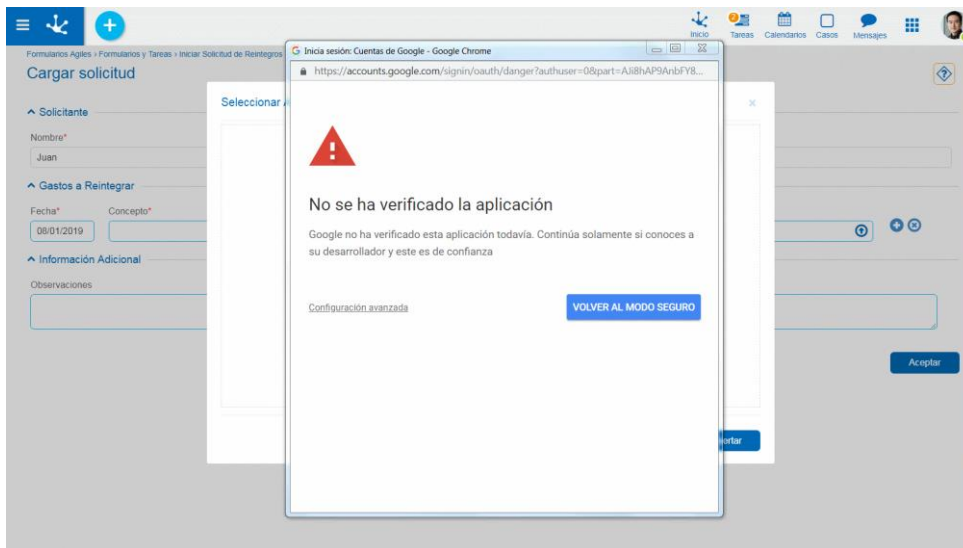 Inicio
Tareas
Calendarios
Casos
Mensajes
Formularios Agiles › Formularios y Tareas › Iniciar Solicitud de Reintegros
Cargar solicitud
Solicitante
Nombre*
Juan
Gastos a Reintegrar
Fecha*
Concepto*
08/01/2019
Información Adicional
Observaciones
Aceptar
Seleccionar
Inicia sesión: Cuentas de Google - Google Chrome
https://accounts.google.com/signin/oauth/danger?authuser=0&part=AJi8hAP9AnbFY8...
No se ha verificado la aplicación
Google no ha verificado esta aplicación todavía. Continúa solamente si conoces a
su desarrollador y este es de confianza
Configuración avanzada
VOLVER AL MODO SEGURO